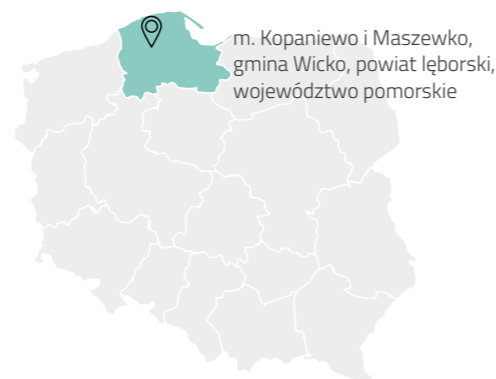 m. Kopaniewo i Maszewko,
gmina Wicko, powiat lęborski,
województwo pomorskie